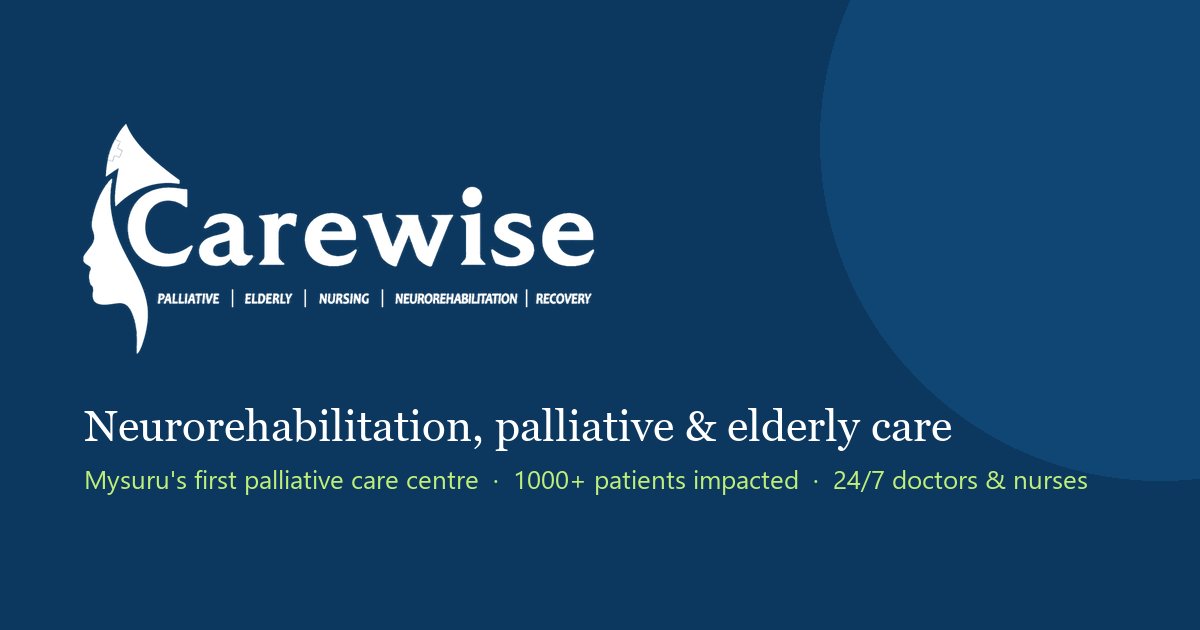 Carewise
PALLIATIVE | ELDERLY | NURSING | NEUROREHABILITATION | RECOVERY
Neurorehabilitation, palliative & elderly care
Mysuru's first palliative care centre · 1000+ patients impacted · 24/7 doctors & nurses